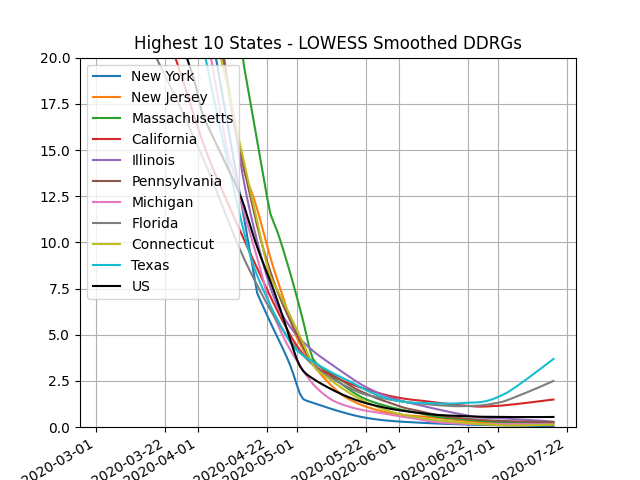 Highest 10 States - LOWESS Smoothed DDRGs
20.0
17.5
15.0
12.5
10.0
7.5
5.0
2.5
0.0
New York
New Jersey
Massachusetts
California
Illinois
Pennsylvania
Michigan
Florida
Connecticut
Texas
US
2020-03-01
2020-03-22
2020-04-01
2020-04-22
2020-05-01
2020-05-22
2020-06-01
2020-06-22
2020-07-01
2020-07-22